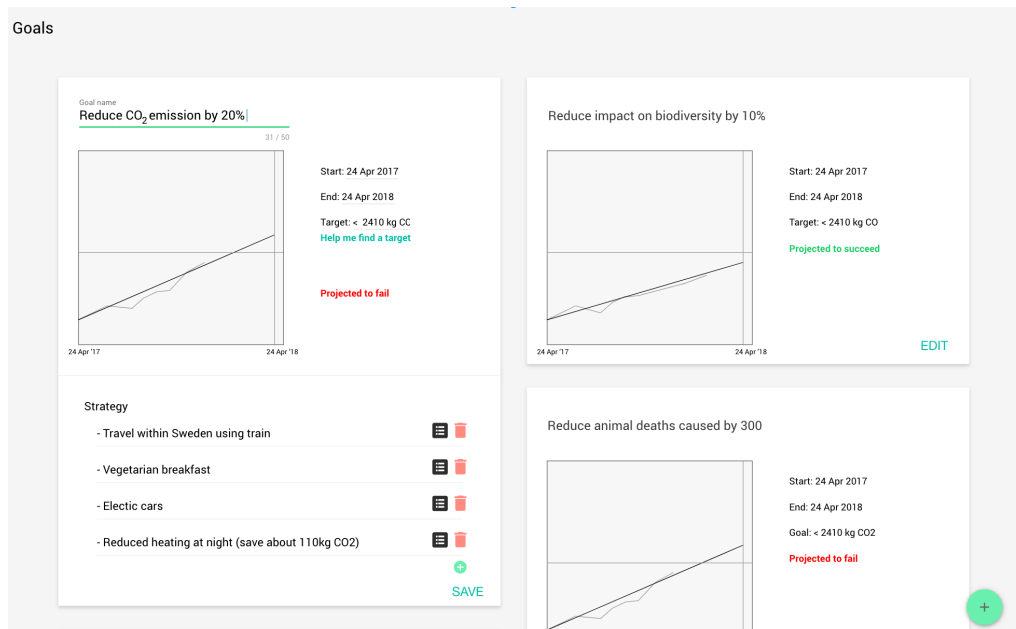 Goals
Goal name
Reduce CO2 emission by 20%
31 / 50
Start: 24 Apr 2017
End: 24 Apr 2018
Target: < 2410 kg CC
Help me find a target
Projected to fail
24 Apr '17
24 Apr '18
Strategy
- Travel within Sweden using train
- Vegetarian breakfast
- Electic cars
- Reduced heating at night (save about 110kg CO2)
SAVE
Reduce impact on biodiversity by 10%
Start: 24 Apr 2017
End: 24 Apr 2018
Target: < 2410 kg CO
Projected to succeed
24 Apr '17
24 Apr '18
EDIT
Reduce animal deaths caused by 300
Start: 24 Apr 2017
End: 24 Apr 2018
Goal: < 2410 kg CO2
Projected to fail